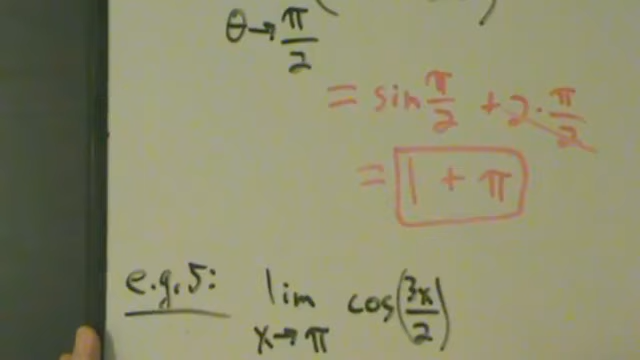 θ→π/2 ( )
= sin π/2 + 2·π/2
= 1 + π
e.g.5: lim x→π cos(3x/2)